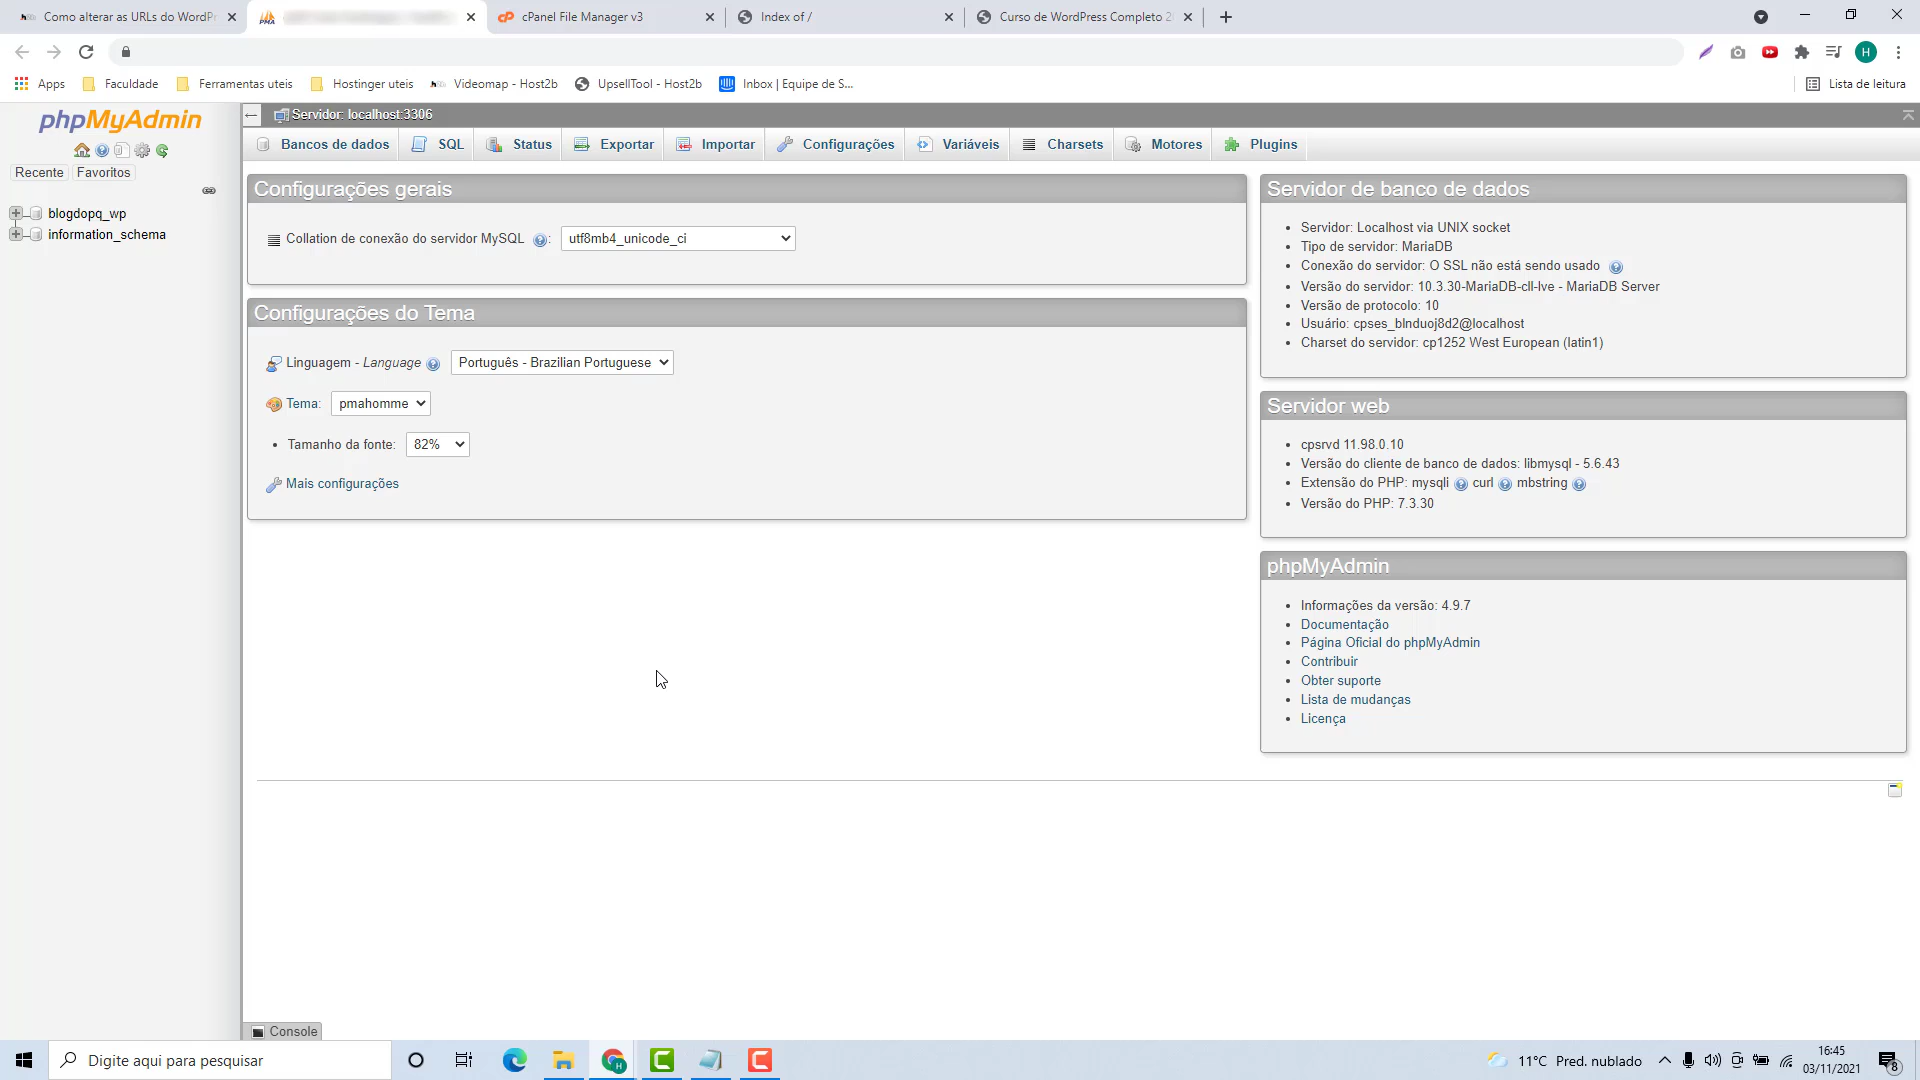 Como alterar as URLs do WordPr
cPanel File Manager v3
Index of /
Curso de WordPress Completo 2
H
Apps
Faculdade
Ferramentas uteis
Hostinger uteis
Videomap - Host2b
UpsellTool - Host2b
Inbox | Equipe de S...
Lista de leitura
phpMyAdmin
Recente
Favoritos
blogdopq_wp
information_schema
Servidor: localhost:3306
Bancos de dados
SQL
Status
Exportar
Importar
Configurações
Variáveis
Charsets
Motores
Plugins
Configurações gerais
Collation de conexão do servidor MySQL : utf8mb4_unicode_ci
Configurações do Tema
Linguagem - Language Português - Brazilian Portuguese
Tema: pmahomme
• Tamanho da fonte: 82%
Mais configurações
Servidor de banco de dados
• Servidor: Localhost via UNIX socket
• Tipo de servidor: MariaDB
• Conexão do servidor: O SSL não está sendo usado
• Versão do servidor: 10.3.30-MariaDB-cll-lve - MariaDB Server
• Versão de protocolo: 10
• Usuário: cpses_blnduoj8d2@localhost
• Charset do servidor: cp1252 West European (latin1)
Servidor web
• cpsrvd 11.98.0.10
• Versão do cliente de banco de dados: libmysql - 5.6.43
• Extensão do PHP: mysqli curl mbstring
• Versão do PHP: 7.3.30
phpMyAdmin
• Informações da versão: 4.9.7
• Documentação
• Página Oficial do phpMyAdmin
• Contribuir
• Obter suporte
• Lista de mudanças
• Licença
Console
Digite aqui para pesquisar
11°C Pred. nublado
16:45
03/11/2021
8